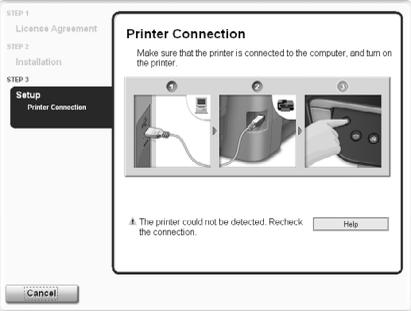 STEP 1
License Agreement
STEP 2
Installation
STEP 3
Setup
Printer Connection
Printer Connection
Make sure that the printer is connected to the computer, and turn on
the printer.
1 2 3
The printer could not be detected. Recheck
the connection.
Help
Cancel